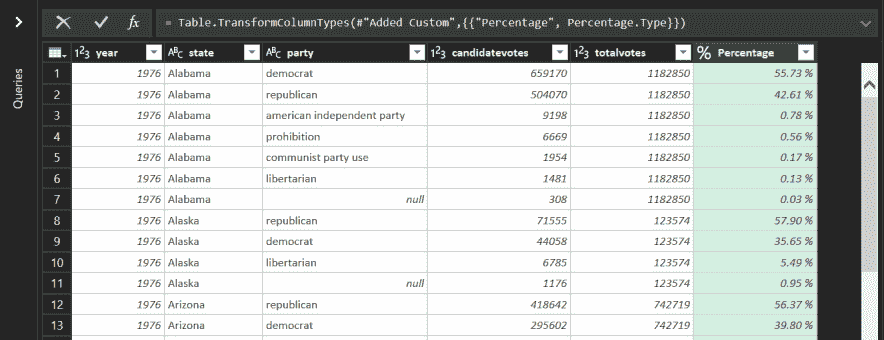 = Table.TransformColumnTypes(#"Added Custom",{{"Percentage", Percentage.Type}})
Queries
1²3 year ABC state ABC party 1²3 candidatevotes 1²3 totalvotes % Percentage
1 1976 Alabama democrat 659170 1182850 55.73 %
2 1976 Alabama republican 504070 1182850 42.61 %
3 1976 Alabama american independent party 9198 1182850 0.78 %
4 1976 Alabama prohibition 6669 1182850 0.56 %
5 1976 Alabama communist party use 1954 1182850 0.17 %
6 1976 Alabama libertarian 1481 1182850 0.13 %
7 1976 Alabama null 308 1182850 0.03 %
8 1976 Alaska republican 71555 123574 57.90 %
9 1976 Alaska democrat 44058 123574 35.65 %
10 1976 Alaska libertarian 6785 123574 5.49 %
11 1976 Alaska null 1176 123574 0.95 %
12 1976 Arizona republican 418642 742719 56.37 %
13 1976 Arizona democrat 295602 742719 39.80 %